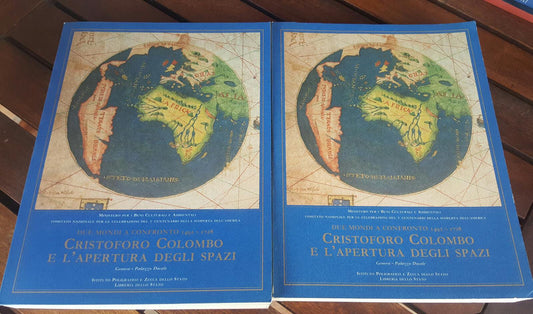 AFRICA
MINISTERO PER I BENI CULTURALI E AMBIENTALI
COMITATO NAZIONALE PER LE CELEBRAZIONI DEL V CENTENARIO DELLA SCOPERTA DELL'AMERICA
DUE MONDI A CONFRONTO 1492 - 1728
CRISTOFORO COLOMBO
E L'APERTURA DEGLI SPAZI
Genova - Palazzo Ducale
ISTITUTO POLIGRAFICO E ZECCA DELLO STATO
LIBRERIA DELLO STATO
AFRICA
MINISTERO PER I BENI CULTURALI E AMBIENTALI
COMITATO NAZIONALE PER LE CELEBRAZIONI DEL V CENTENARIO DELLA SCOPERTA DELL'AMERICA
DUE MONDI A CONFRONTO 1492 - 1728
CRISTOFORO COLOMBO
E L'APERTURA DEGLI SPAZI
Genova - Palazzo Ducale
ISTITUTO POLIGRAFICO E ZECCA DELLO STATO
LIBRERIA DELLO STATO